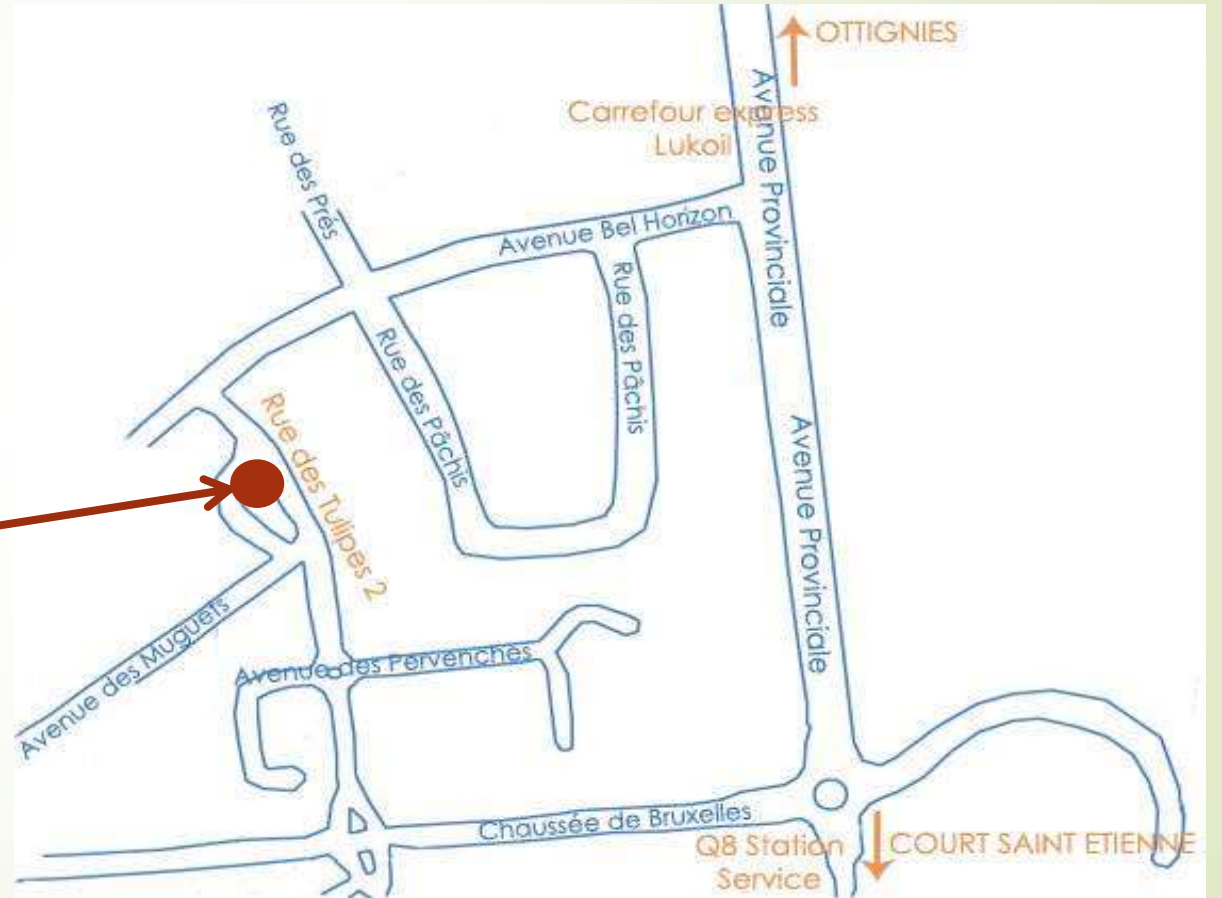 OTTIGNIES
Avenue Provinciale
Carrefour express
Lukoil
Rue des Prés
Avenue Bel Horizon
Rue des Pâchis
Rue des Pâchis
Rue des Tulipes 2
Avenue Provinciale
Avenue des Muguets
Avenue des Pervenches
Chaussée de Bruxelles
Q8 Station
Service
COURT SAINT ETIENNE